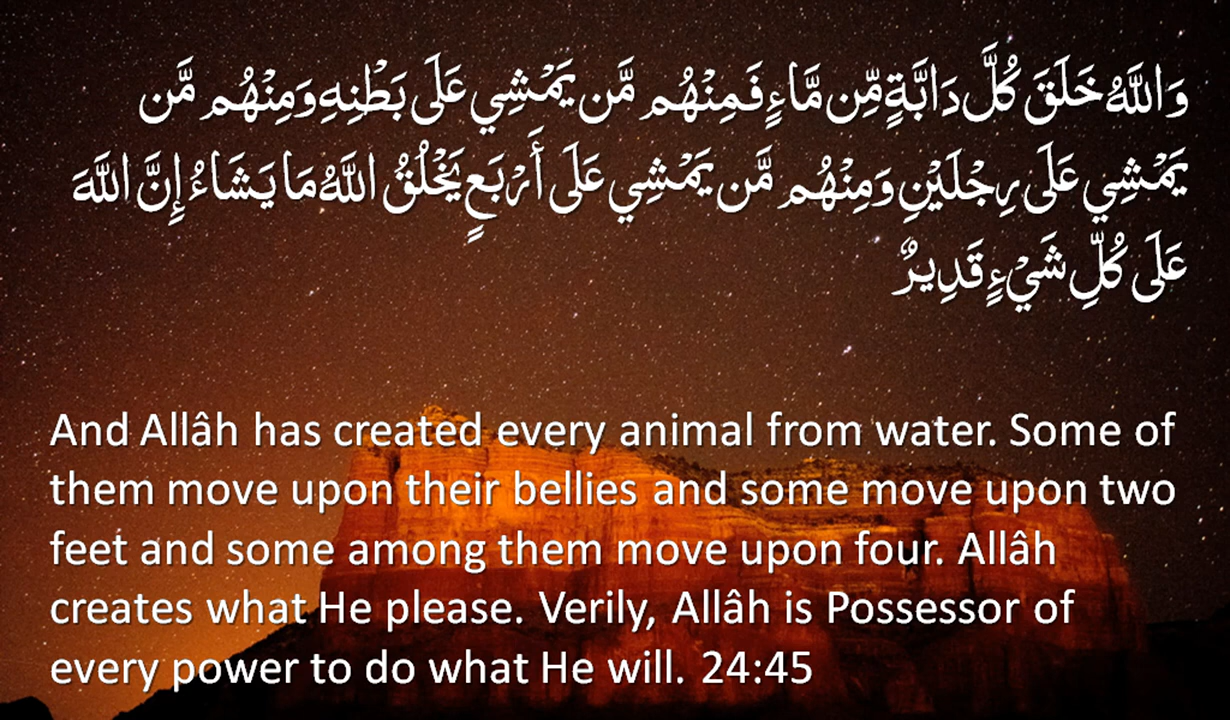 وَاللَّهُ خَلَقَ كُلَّ دَابَّةٍ مِّن مَّاءٍ فَمِنْهُم مَّن يَمْشِي عَلَى بَطْنِهِ وَمِنْهُم مَّن
يَمْشِي عَلَى رِجْلَيْنِ وَمِنْهُم مَّن يَمْشِي عَلَى أَرْبَعٍ يَخْلُقُ اللَّهُ مَا يَشَاءُ إِنَّ اللَّهَ
عَلَى كُلِّ شَيْءٍ قَدِيرٌ
And Allâh has created every animal from water. Some of
them move upon their bellies and some move upon two
feet and some among them move upon four. Allâh
creates what He please. Verily, Allâh is Possessor of
every power to do what He will. 24:45